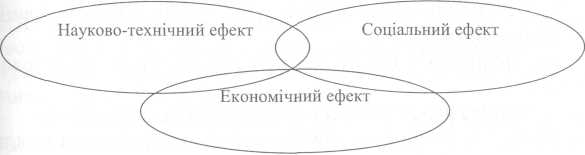 Науково-технічний ефект
Соціальний ефект
Економічний ефект